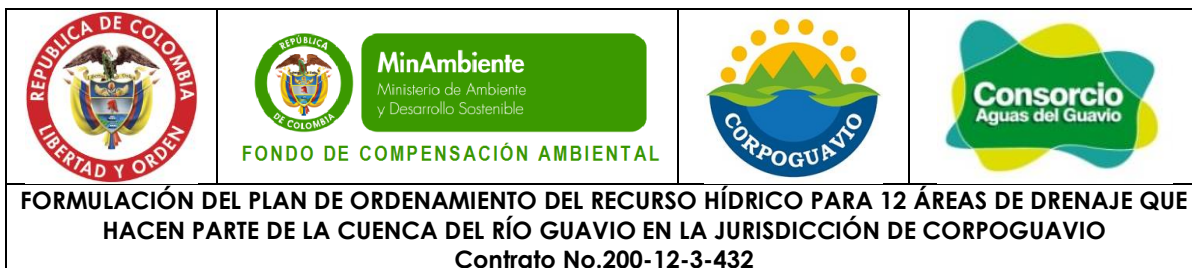 REPUBLICA DE COLOMBIA
LIBERTAD Y ORDEN
REPÚBLICA
DE COLOMBIA
MinAmbiente
Ministerio de Ambiente
y Desarrollo Sostenible
FONDO DE COMPENSACIÓN AMBIENTAL
CORPOGUAVIO
Consorcio
Aguas del Guavio
FORMULACIÓN DEL PLAN DE ORDENAMIENTO DEL RECURSO HÍDRICO PARA 12 ÁREAS DE DRENAJE QUE
HACEN PARTE DE LA CUENCA DEL RÍO GUAVIO EN LA JURISDICCIÓN DE CORPOGUAVIO
Contrato No.200-12-3-432